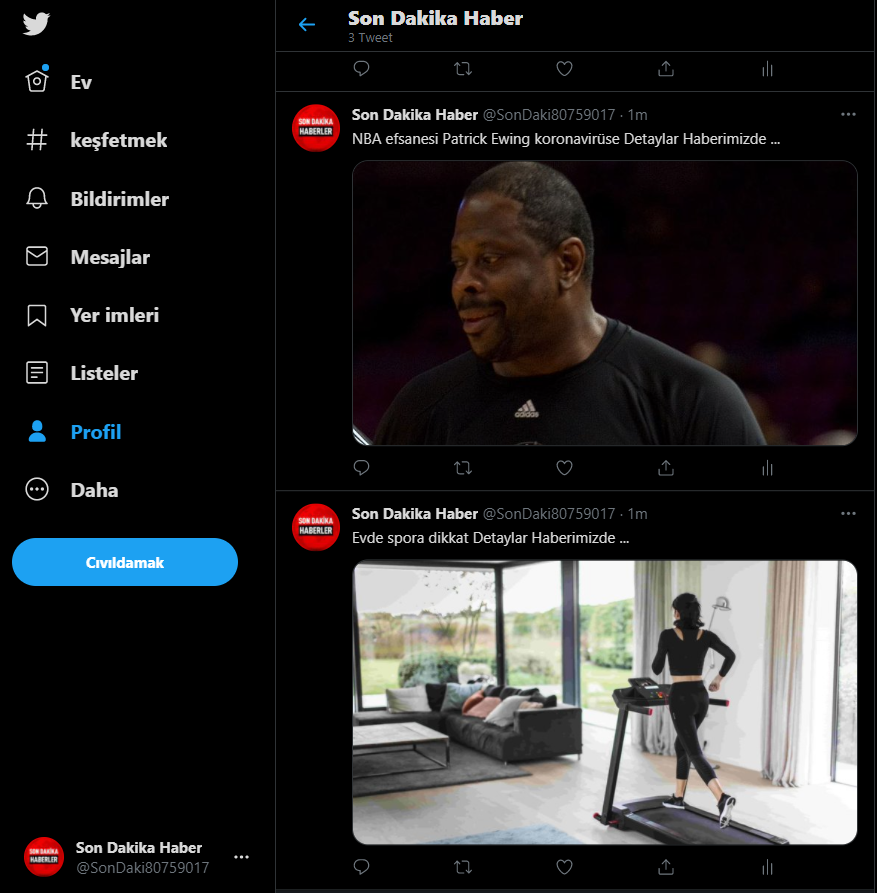 Son Dakika Haber
3 Tweet
Ev
keşfetmek
Bildirimler
Mesajlar
Yer imleri
Listeler
Profil
Daha
Cıvıldamak
SON DAKİKA
HABERLER
Son Dakika Haber
@SonDaki80759017
SON DAKİKA
HABERLER
Son Dakika Haber @SonDaki80759017 · 1m
NBA efsanesi Patrick Ewing koronavirüse Detaylar Haberimizde ...
adidas
SON DAKİKA
HABERLER
Son Dakika Haber @SonDaki80759017 · 1m
Evde spora dikkat Detaylar Haberimizde ...